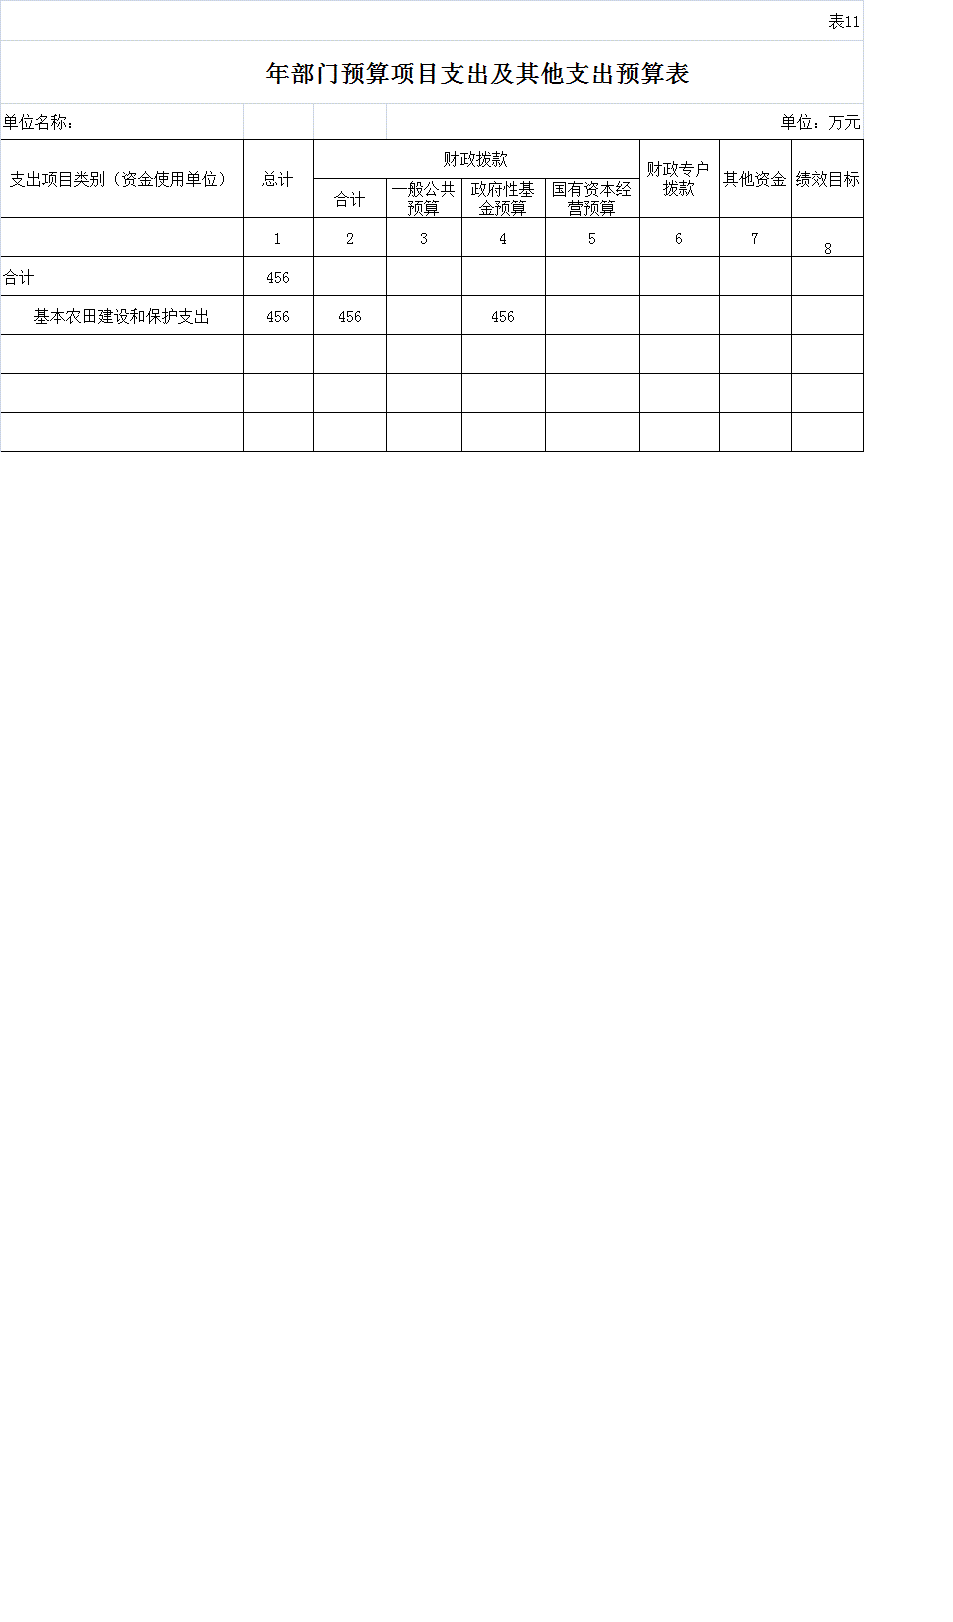 表11
年部门预算项目支出及其他支出预算表
单位名称：
单位：万元
支出项目类别（资金使用单位）
总计
财政拨款
财政专户
拨款
其他资金
绩效目标
合计
一般公共
预算
政府性基
金预算
国有资本经
营预算
1 2 3 4 5 6 7 8
合计 456
基本农田建设和保护支出 456 456 456